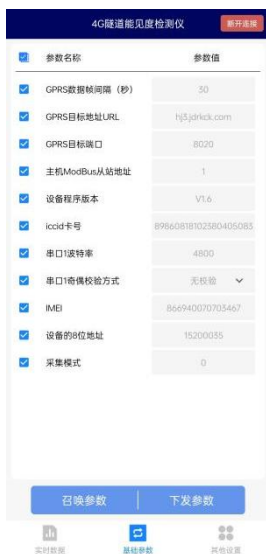 4G隧道能见度检测仪 断开连接
参数名称 参数值
GPRS数据帧间隔（秒） 30
GPRS目标地址URL hj3.jdrkck.com
GPRS目标端口 8020
主机ModBus从站地址 1
设备程序版本 V1.6
iccid卡号 89860818102380405083
串口1波特率 4800
串口1奇偶校验方式 无校验
IMEI 866940070703467
设备的8位地址 15200035
采集模式 0
召唤参数 下发参数
实时数据 基础参数 其他设置